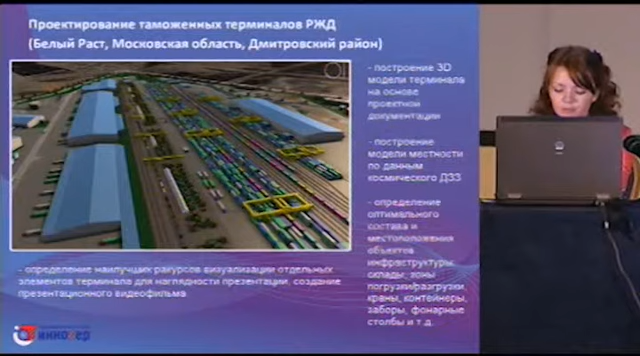 Проектирование таможенных терминалов РЖД
(Белый Раст, Московская область, Дмитровский район)
- построение 3D
модели терминала
на основе
проектной
документации
- построение
модели местности
по данным
космического ДЗЗ
- определение
оптимального
состава и
местоположения
объектов
инфраструктуры:
склады, зоны
погрузки/разгрузки,
краны, контейнеры,
заборы, фонарные
столбы и т.д.
- определение наилучших ракурсов визуализации отдельных
элементов терминала для наглядности презентации, создание
презентационного видеофильма
иннотер